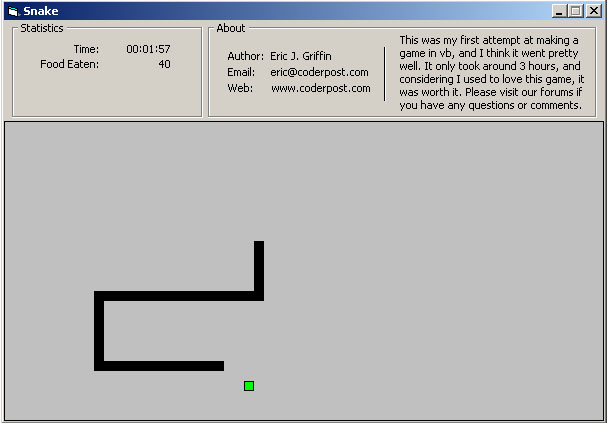 Snake
Statistics
Time: 00:01:57
Food Eaten: 40
About
Author: Eric J. Griffin
Email: eric@coderpost.com
Web: www.coderpost.com
This was my first attempt at making a
game in vb, and I think it went pretty
well. It only took around 3 hours, and
considering I used to love this game, it
was worth it. Please visit our forums if
you have any questions or comments.